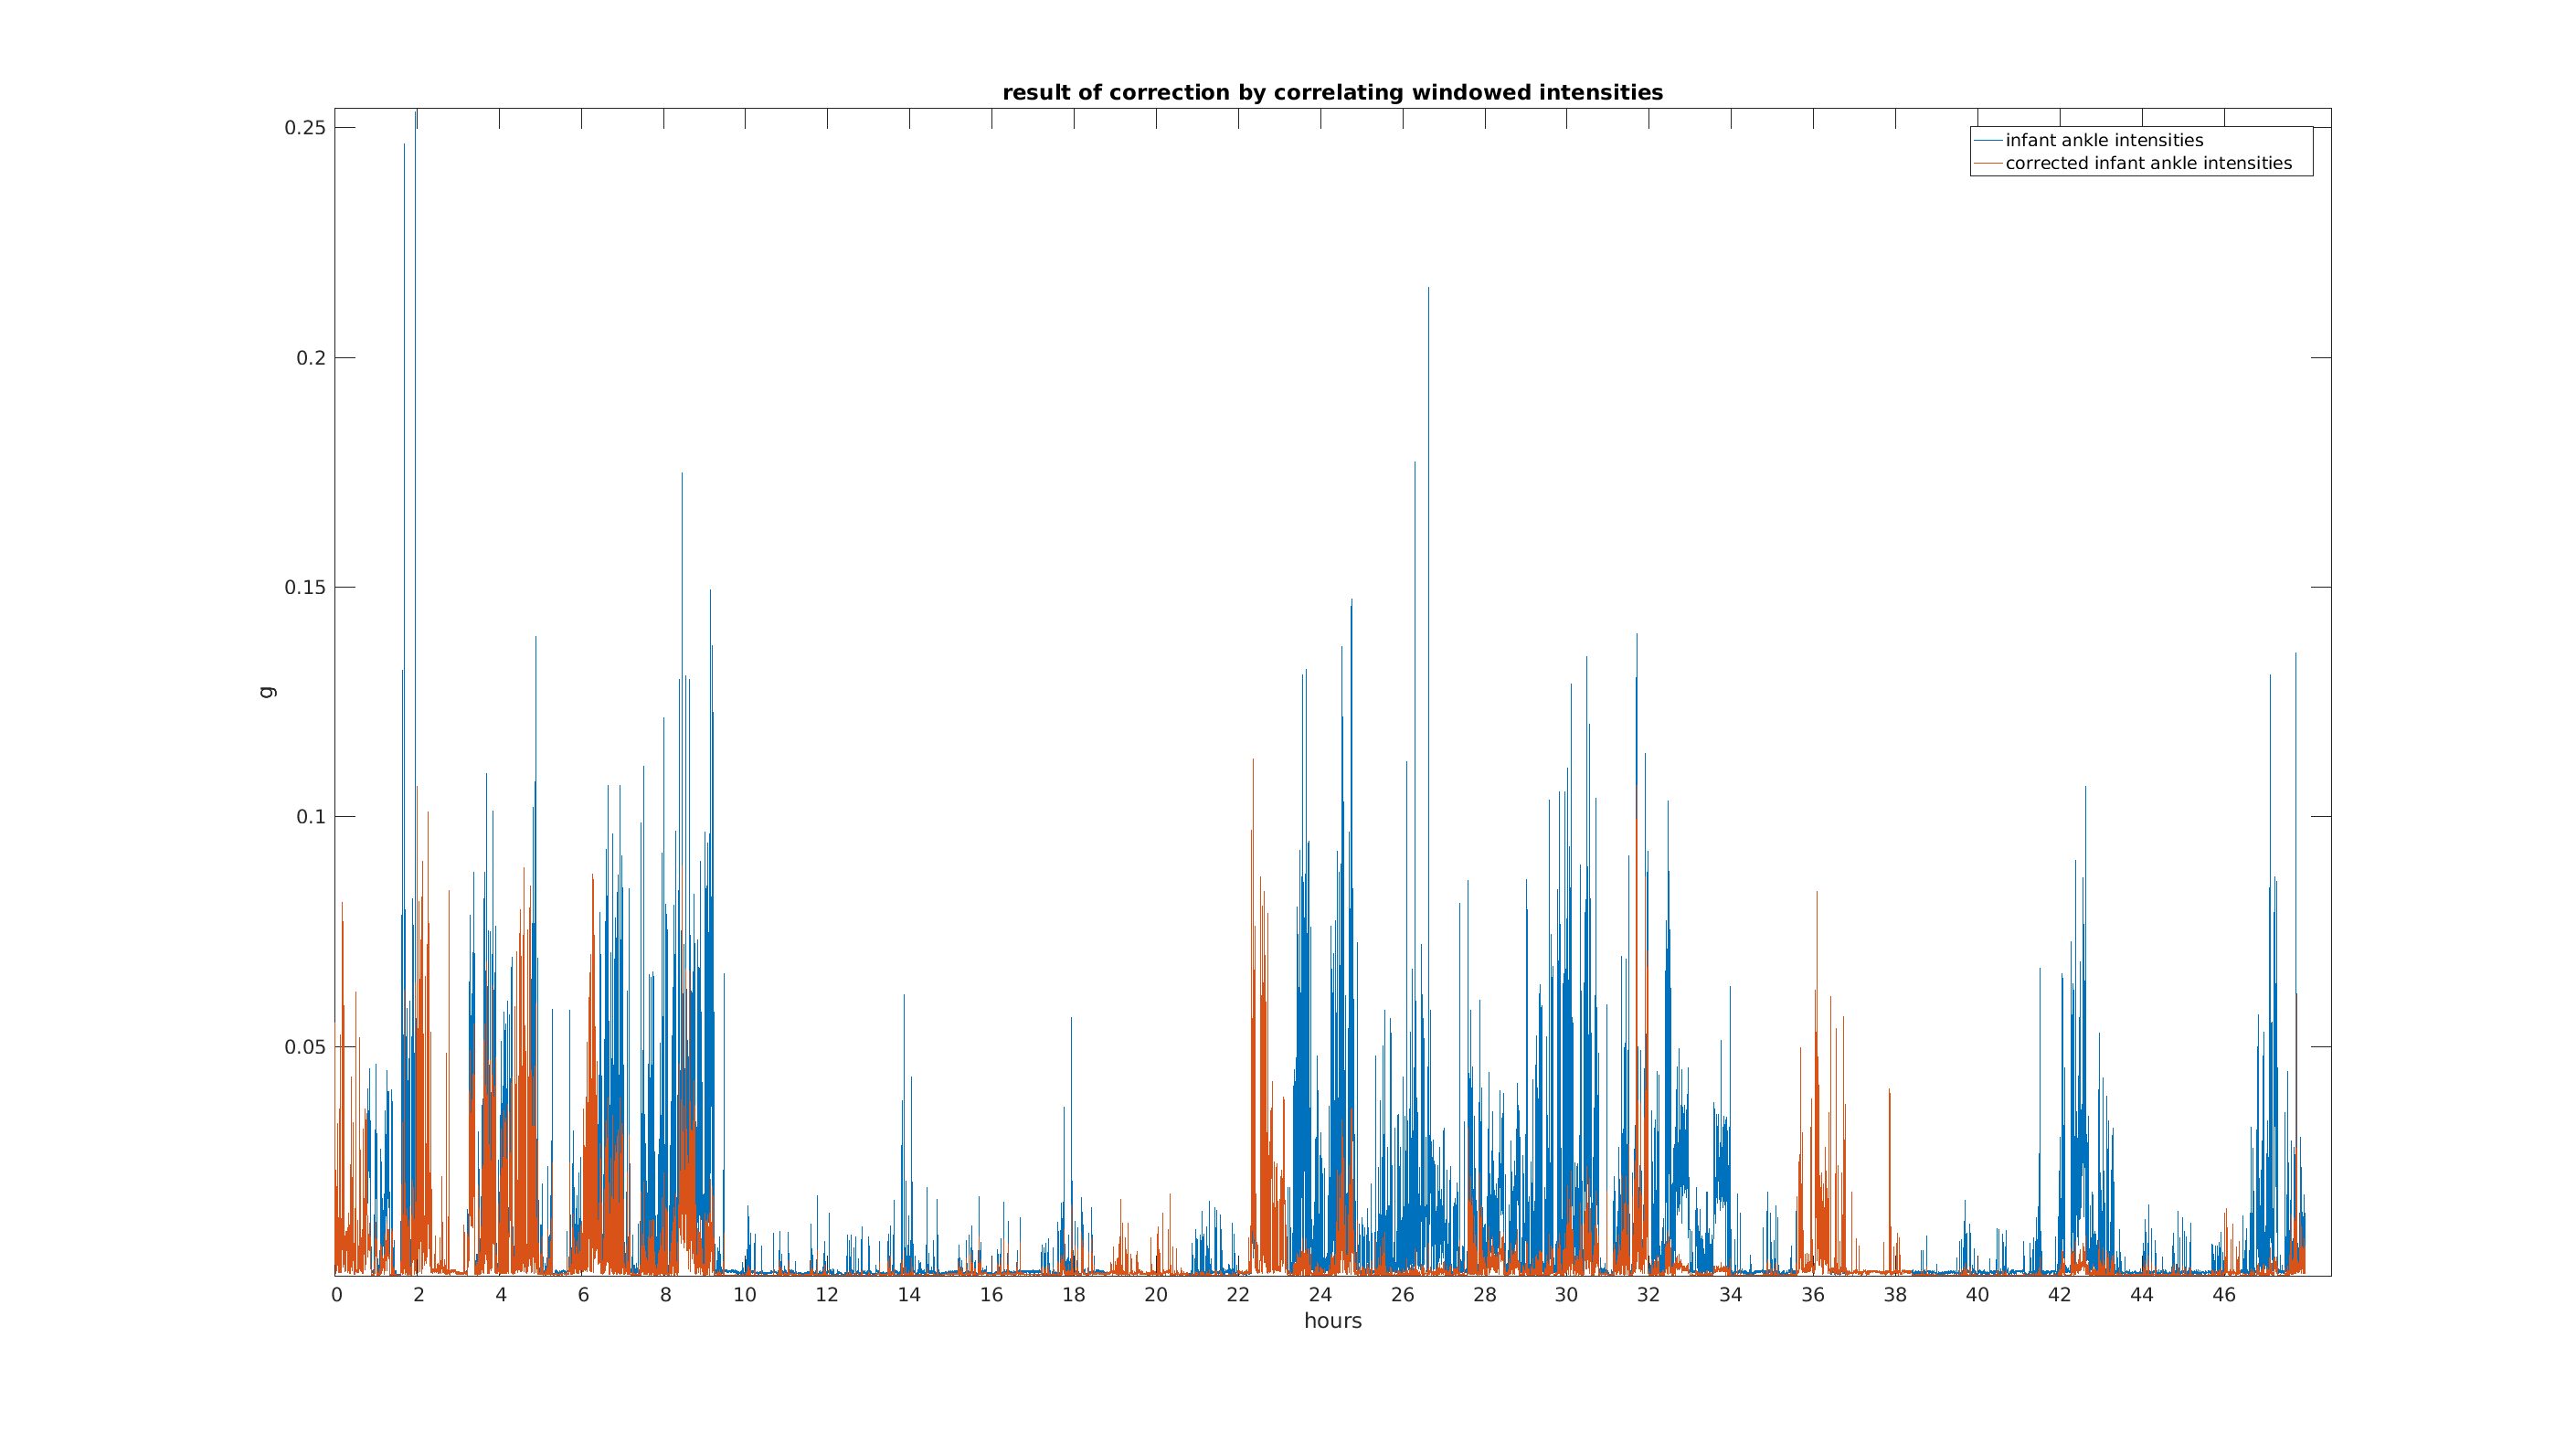 result of correction by correlating windowed intensities
infant ankle intensities
corrected infant ankle intensities
0.25
0.2
0.15
0.1
0.05
g
0 2 4 6 8 10 12 14 16 18 20 22 24 26 28 30 32 34 36 38 40 42 44 46
hours